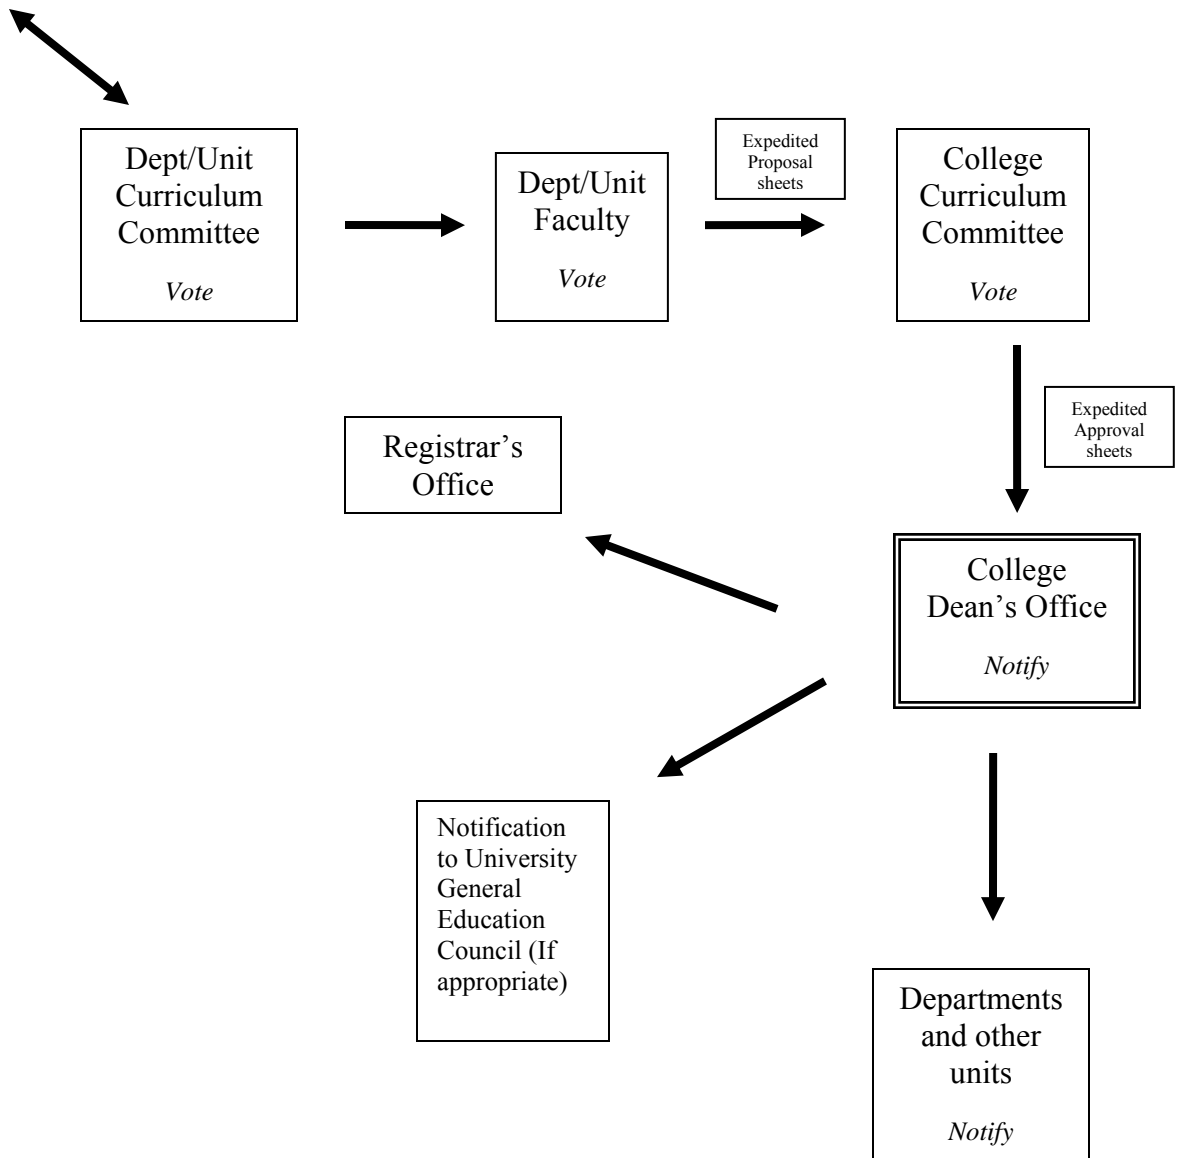 Dept/Unit
Curriculum
Committee
Vote
Dept/Unit
Faculty
Vote
Expedited
Proposal
sheets
College
Curriculum
Committee
Vote
Expedited
Approval
sheets
Registrar’s
Office
College
Dean’s Office
Notify
Notification
to University
General
Education
Council (If
appropriate)
Departments
and other
units
Notify